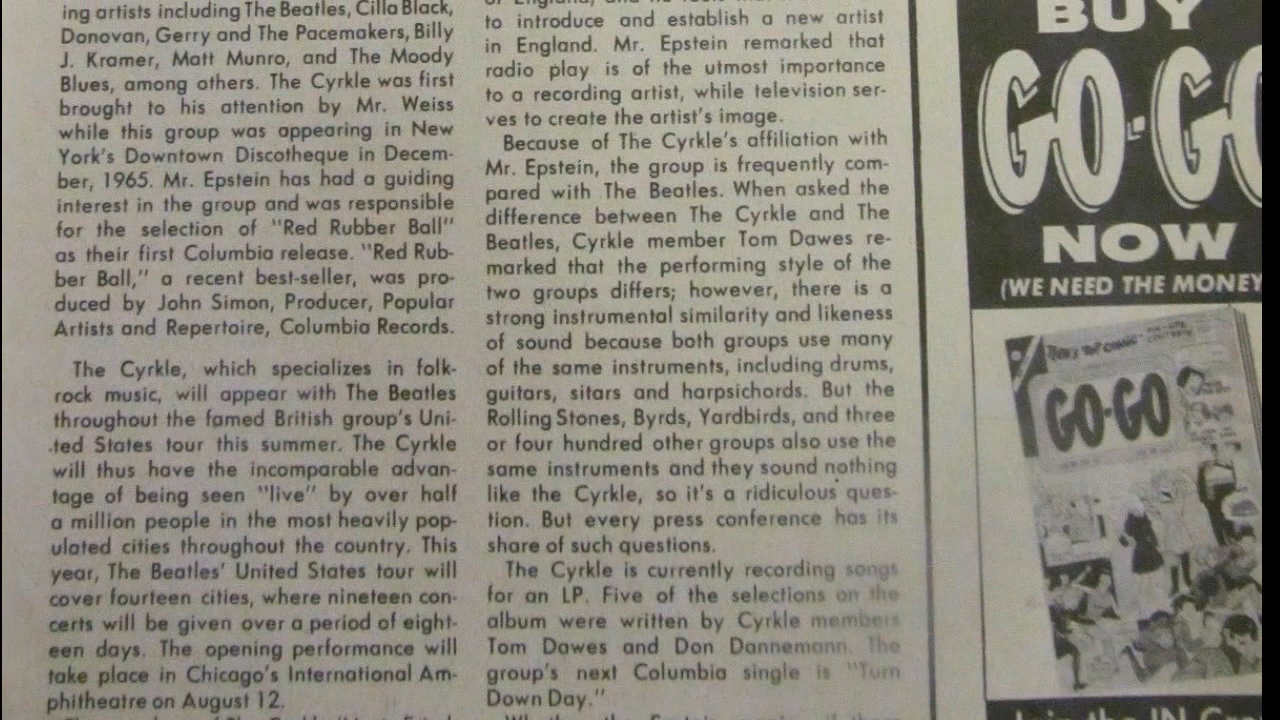 ing artists including The Beatles, Cilla Black,
Donovan, Gerry and The Pacemakers, Billy
J. Kramer, Matt Munro, and The Moody
Blues, among others. The Cyrkle was first
brought to his attention by Mr. Weiss
while this group was appearing in New
York's Downtown Discotheque in Decem-
ber, 1965. Mr. Epstein has had a guiding
interest in the group and was responsible
for the selection of "Red Rubber Ball"
as their first Columbia release. "Red Rub-
ber Ball," a recent best-seller, was pro-
duced by John Simon, Producer, Popular
Artists and Repertoire, Columbia Records.
The Cyrkle, which specializes in folk-
rock music, will appear with The Beatles
throughout the famed British group's Uni-
ted States tour this summer. The Cyrkle
will thus have the incomparable advan-
tage of being seen "live" by over half
a million people in the most heavily pop-
ulated cities throughout the country. This
year, The Beatles' United States tour will
cover fourteen cities, where nineteen con-
certs will be given over a period of eight-
een days. The opening performance will
take place in Chicago's International Am-
phitheatre on August 12.
to introduce and establish a new artist
in England. Mr. Epstein remarked that
radio play is of the utmost importance
to a recording artist, while television ser-
ves to create the artist's image.
Because of The Cyrkle's affiliation with
Mr. Epstein, the group is frequently com-
pared with The Beatles. When asked the
difference between The Cyrkle and The
Beatles, Cyrkle member Tom Dawes re-
marked that the performing style of the
two groups differs; however, there is a
strong instrumental similarity and likeness
of sound because both groups use many
of the same instruments, including drums,
guitars, sitars and harpsichords. But the
Rolling Stones, Byrds, Yardbirds, and three
or four hundred other groups also use the
same instruments and they sound nothing
like the Cyrkle, so it's a ridiculous ques-
tion. But every press conference has its
share of such questions.
The Cyrkle is currently recording songs
for an LP. Five of the selections on the
album were written by Cyrkle members
Tom Dawes and Don Dannemann. The
group's next Columbia single is "Turn
Down Day."
BUY
GO-GO
NOW
(WE NEED THE MONEY
GO-GO